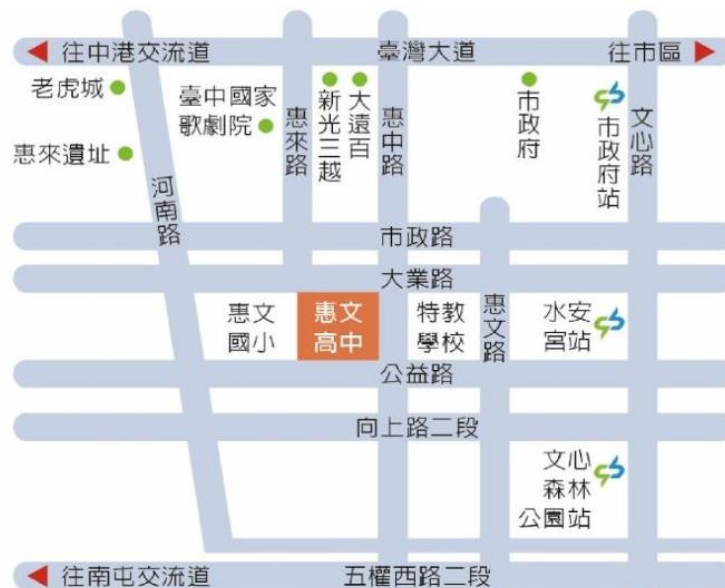 往中港交流道
臺灣大道
往市區
老虎城
臺中國家
歌劇院
惠來路
新光三越
大遠百
惠中路
市政府
市政府站
文心路
惠來遺址
河南路
市政路
大業路
惠文
國小
惠文
高中
特教
學校
惠文路
水安
宮站
公益路
向上路二段
文心
森林
公園站
往南屯交流道
五權西路二段